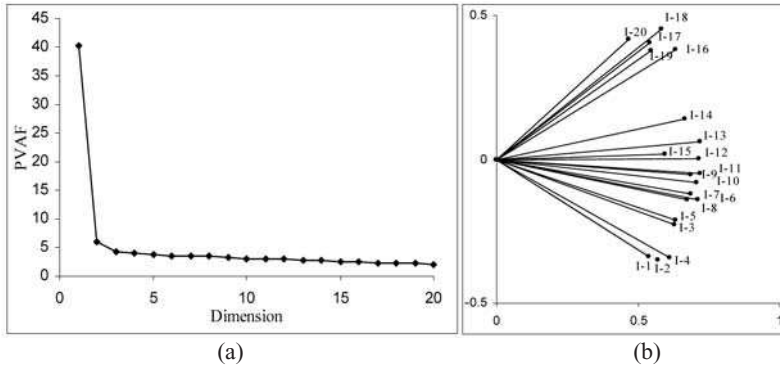 45
40
35
30
25
20
15
10
5
0
PVAF
0 5 10 15 20
Dimension
(a)
0.5
0
-0.5
0 0.5 1
I-18
I-20
I-17
I-19
I-16
I-14
I-13
I-15
I-12
I-11
I-9
I-10
I-7
I-6
I-8
I-5
I-3
I-4
I-1
I-2
(b)